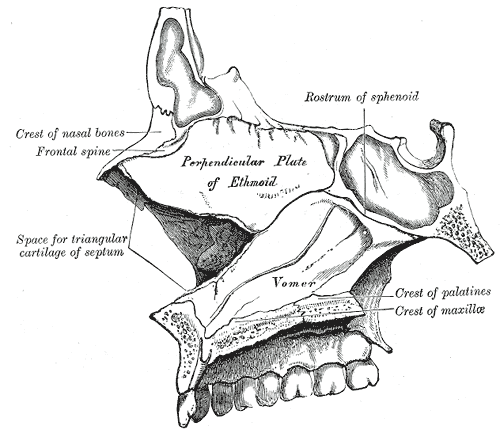 Rostrum of sphenoid
Crest of nasal bones
Frontal spine
Perpendicular Plate
of Ethmoid
Space for triangular
cartilage of septum
Vomer
Crest of palatines
Crest of maxillæ